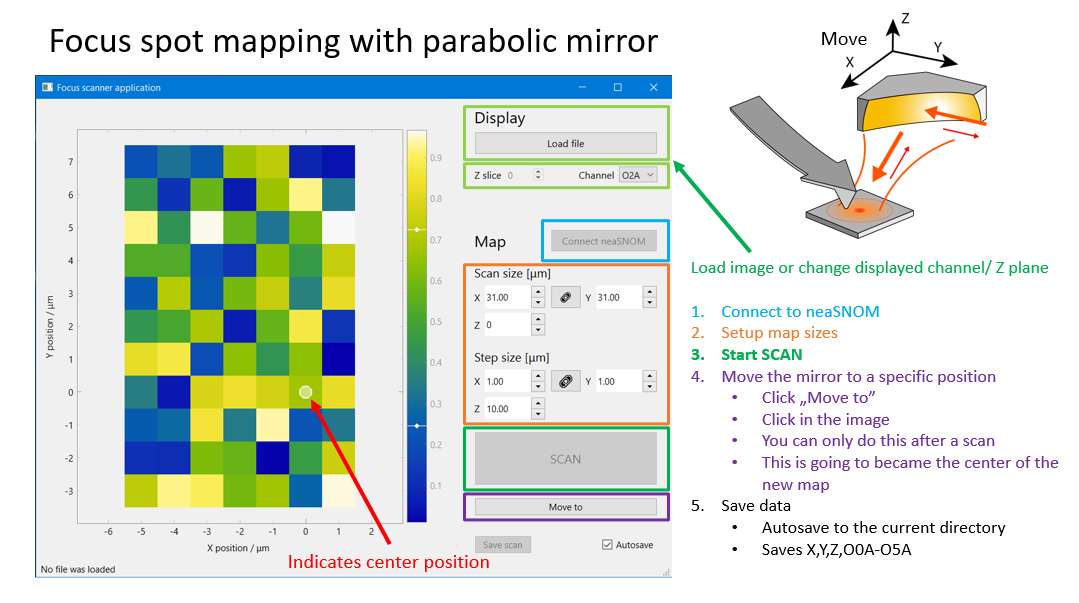 Focus spot mapping with parabolic mirror
Focus scanner application
7
6
5
4
3
2
1
0
-1
-2
-3
Y position / µm
-6
-5
-4
-3
-2
-1
0
1
2
X position / µm
0.9
0.8
0.7
0.6
0.5
0.4
0.3
0.2
0.1
Indicates center position
No file was loaded
Display
Load file
Z slice 0 Channel O2A
Map
Connect neaSNOM
Scan size [µm]
X 31.00 Y 31.00
Z 0
Step size [µm]
X 1.00 Y 1.00
Z 10.00
SCAN
Move to
Save scan Autosave
Move
Z
Y
X
Load image or change displayed channel/ Z plane
1. Connect to neaSNOM
2. Setup map sizes
3. Start SCAN
4. Move the mirror to a specific position
• Click „Move to”
• Click in the image
• You can only do this after a scan
• This is going to became the center of the
new map
5. Save data
• Autosave to the current directory
• Saves X,Y,Z,O0A-O5A